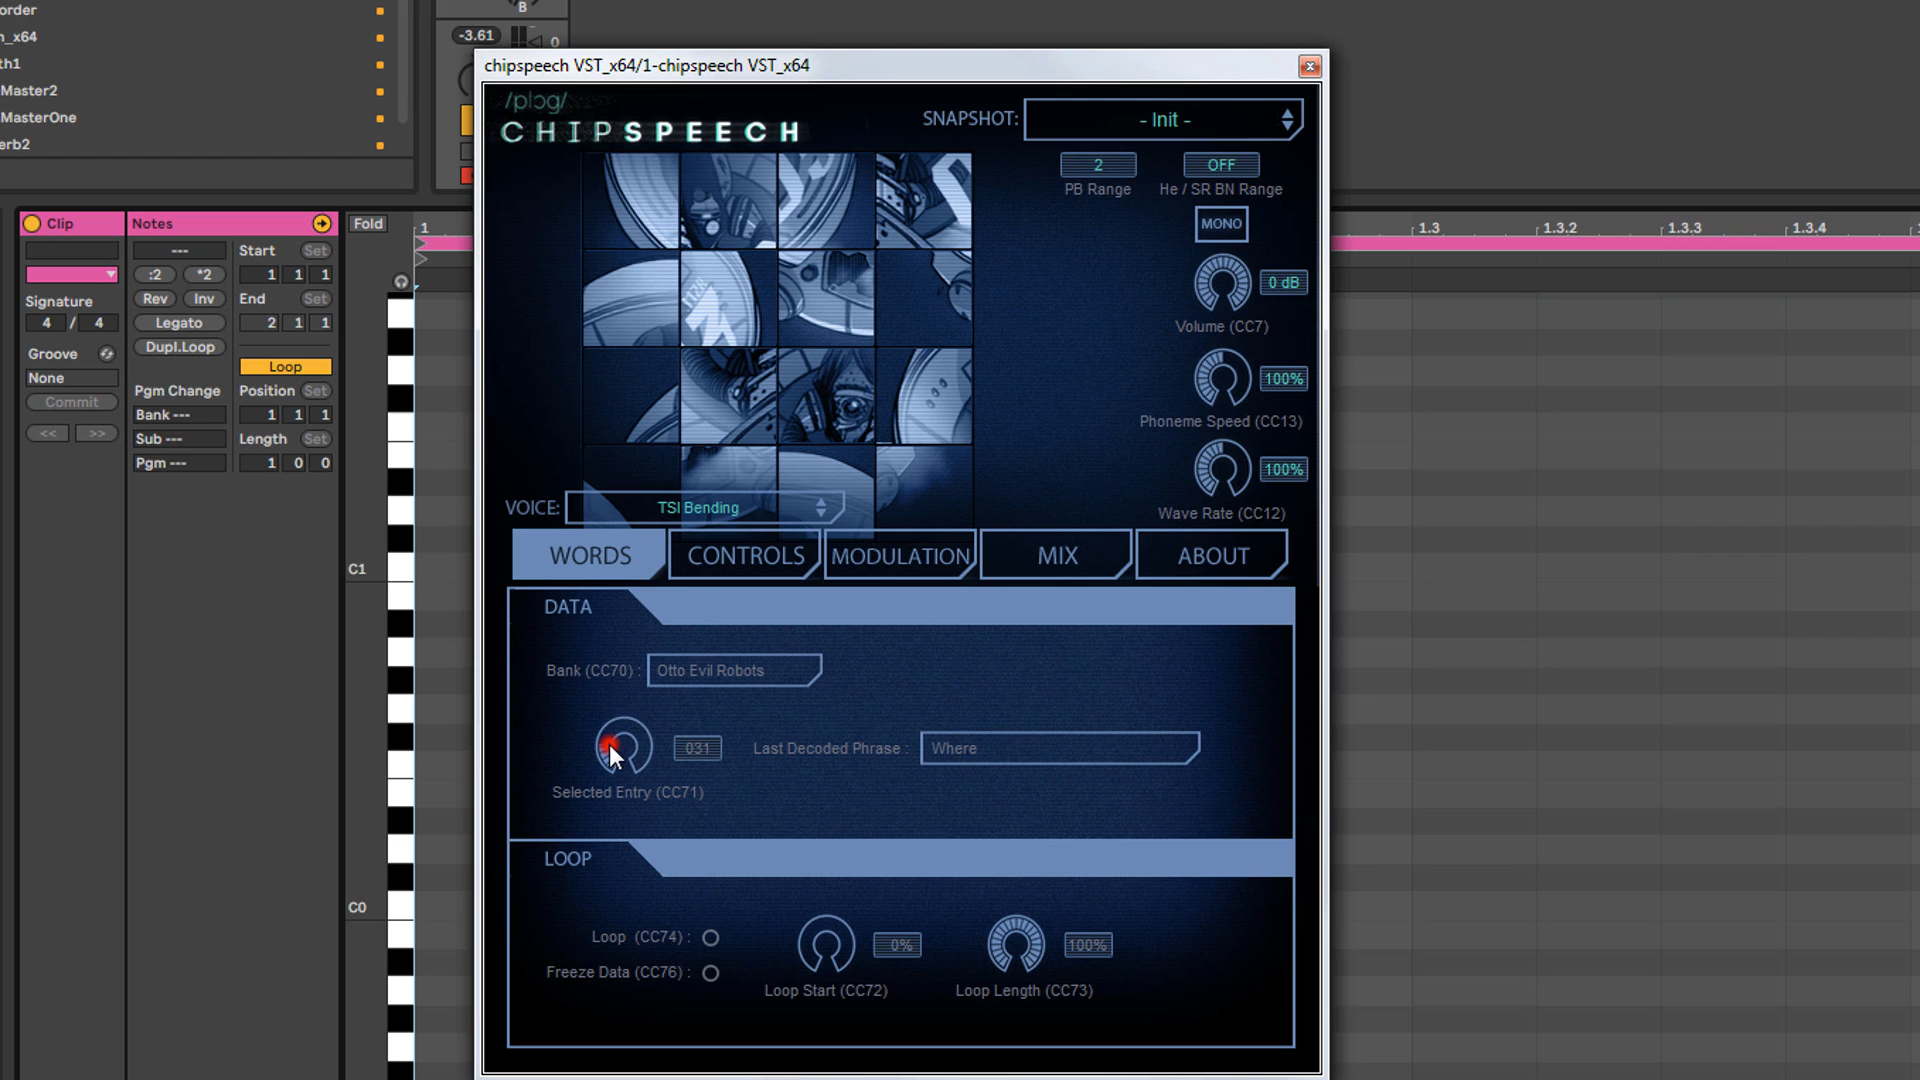 order
n_x64
th1
Master2
MasterOne
erb2
B
-3.61
0
chipspeech VST_x64/1-chipspeech VST_x64
/plog/
CHIPSPEECH
SNAPSHOT:
- Init -
2
OFF
PB Range
He / SR BN Range
MONO
0 dB
Volume (CC7)
100%
Phoneme Speed (CC13)
100%
Wave Rate (CC12)
VOICE:
TSI Bending
WORDS
CONTROLS
MODULATION
MIX
ABOUT
DATA
Bank (CC70) :
Otto Evil Robots
031
Last Decoded Phrase :
Where
Selected Entry (CC71)
LOOP
Loop (CC74) :
Freeze Data (CC76) :
0%
Loop Start (CC72)
100%
Loop Length (CC73)
Clip
Signature
4 / 4
Groove
None
Commit
<<
>>
Notes
---
:2
*2
Rev
Inv
Legato
Dupl.Loop
Pgm Change
Bank ---
Sub ---
Pgm ---
Start
Set
1 1 1
End
Set
2 1 1
Loop
Position
Set
1 1 1
Length
Set
1 0 0
Fold
1
1.3
1.3.2
1.3.3
1.3.4
C1
C0